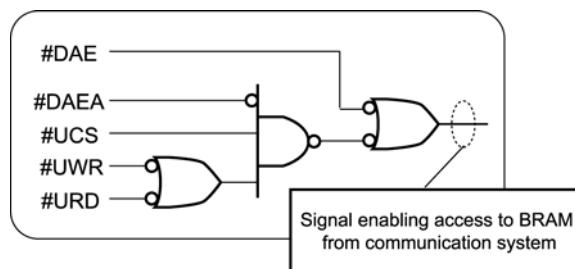 #DAE
#DAEA
#UCS
#UWR
#URD
Signal enabling access to BRAM
from communication system